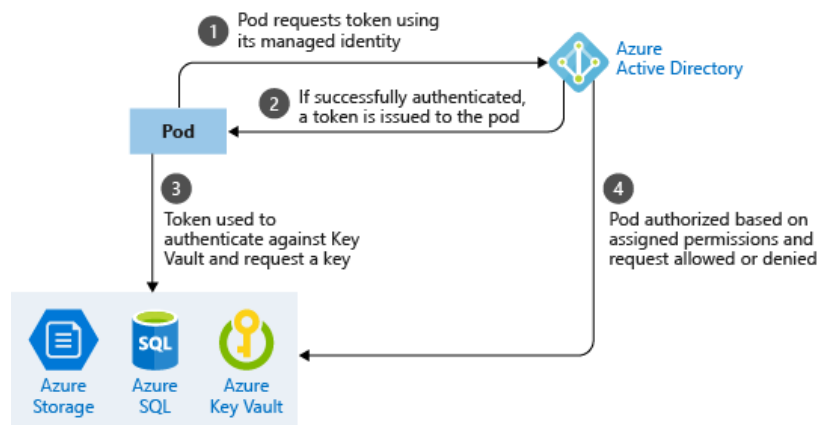 1
Pod requests token using
its managed identity
Azure
Active Directory
2
If successfully authenticated,
a token is issued to the pod
Pod
3
Token used to
authenticate against Key
Vault and request a key
4
Pod authorized based on
assigned permissions and
request allowed or denied
SQL
Azure
Storage
Azure
SQL
Azure
Key Vault